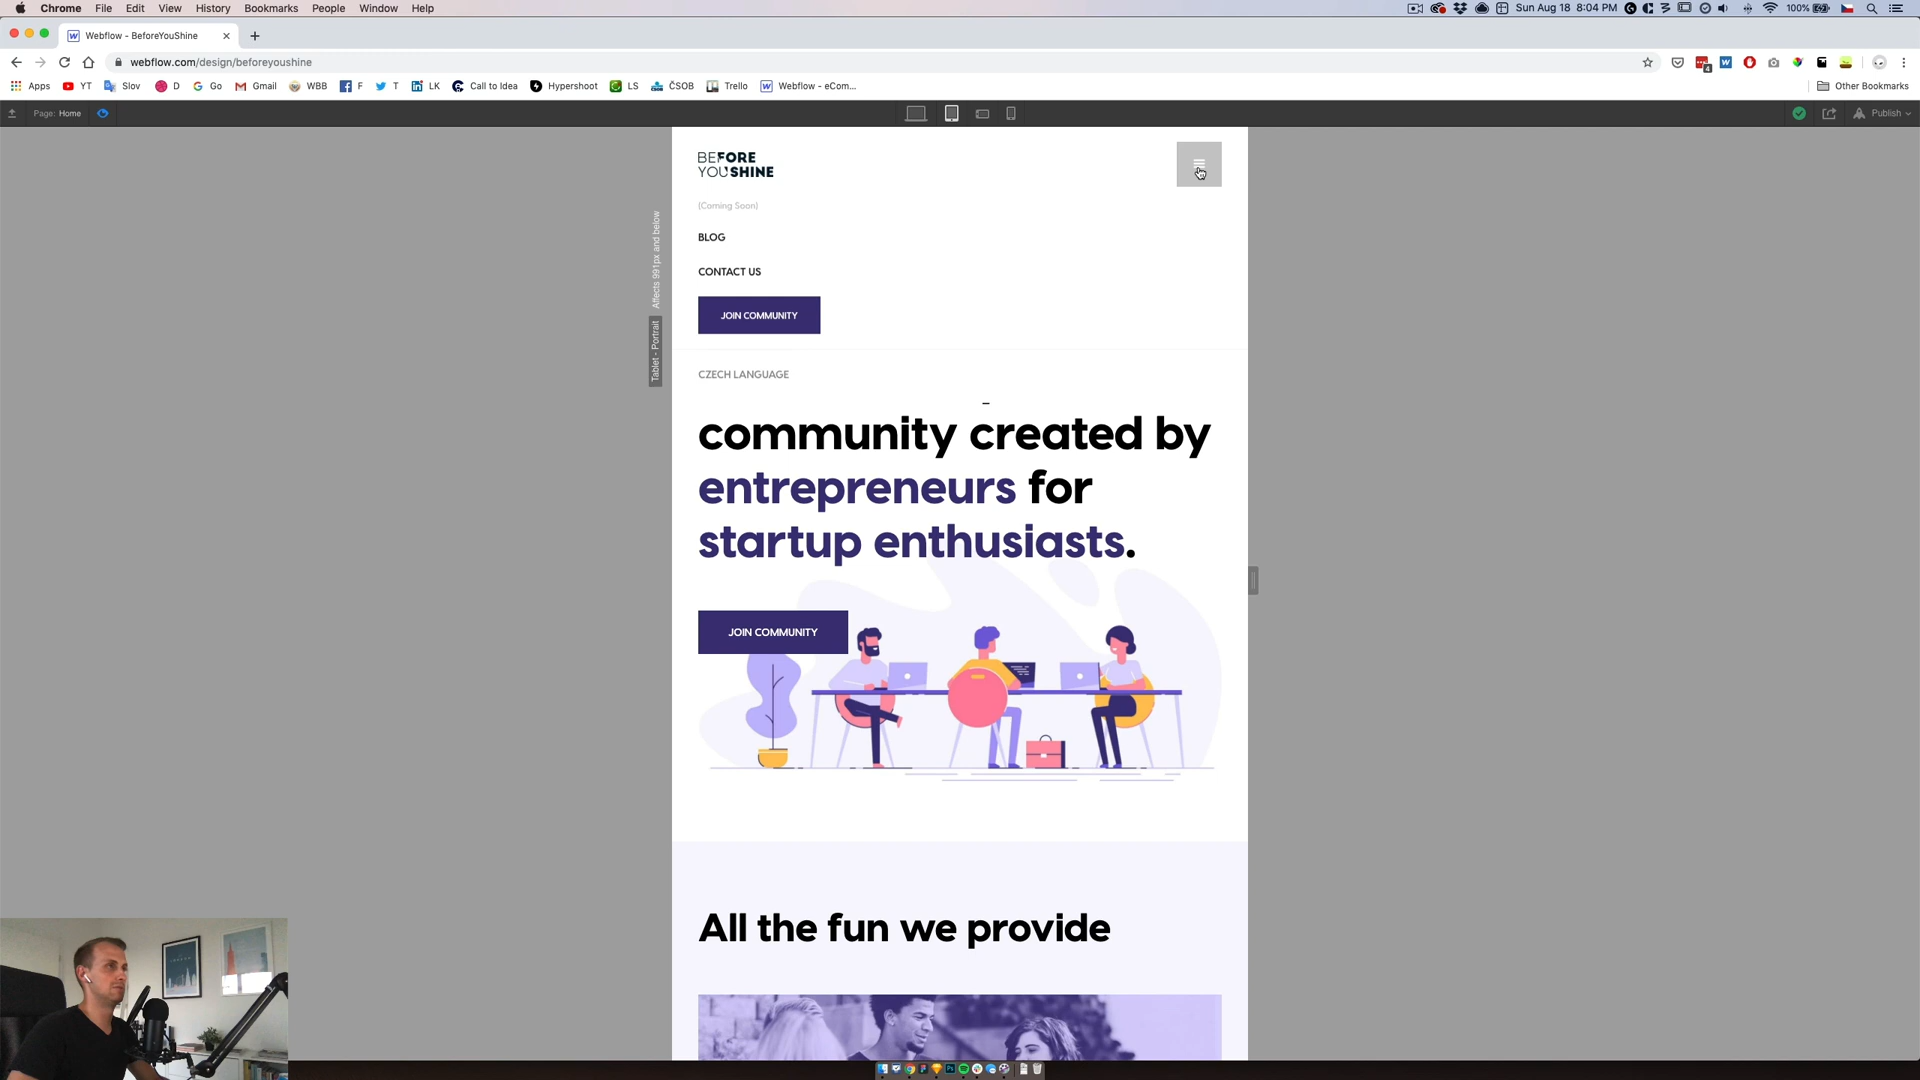 Chrome File Edit View History Bookmarks People Window Help Sun Aug 18 8:04 PM 100%
Webflow - BeforeYouShine
webflow.com/design/beforeyoushine
Apps YT Slov D Go Gmail WBB F T LK Call to Idea Hypershoot LS ČSOB Trello Webflow - eCom... Other Bookmarks
Page: Home Publish
Tablet - Portrait Affects 991px and below
BEFORE
YOU'SHINE
(Coming Soon)
BLOG
CONTACT US
JOIN COMMUNITY
CZECH LANGUAGE
community created by
entrepreneurs for
startup enthusiasts.
JOIN COMMUNITY
All the fun we provide